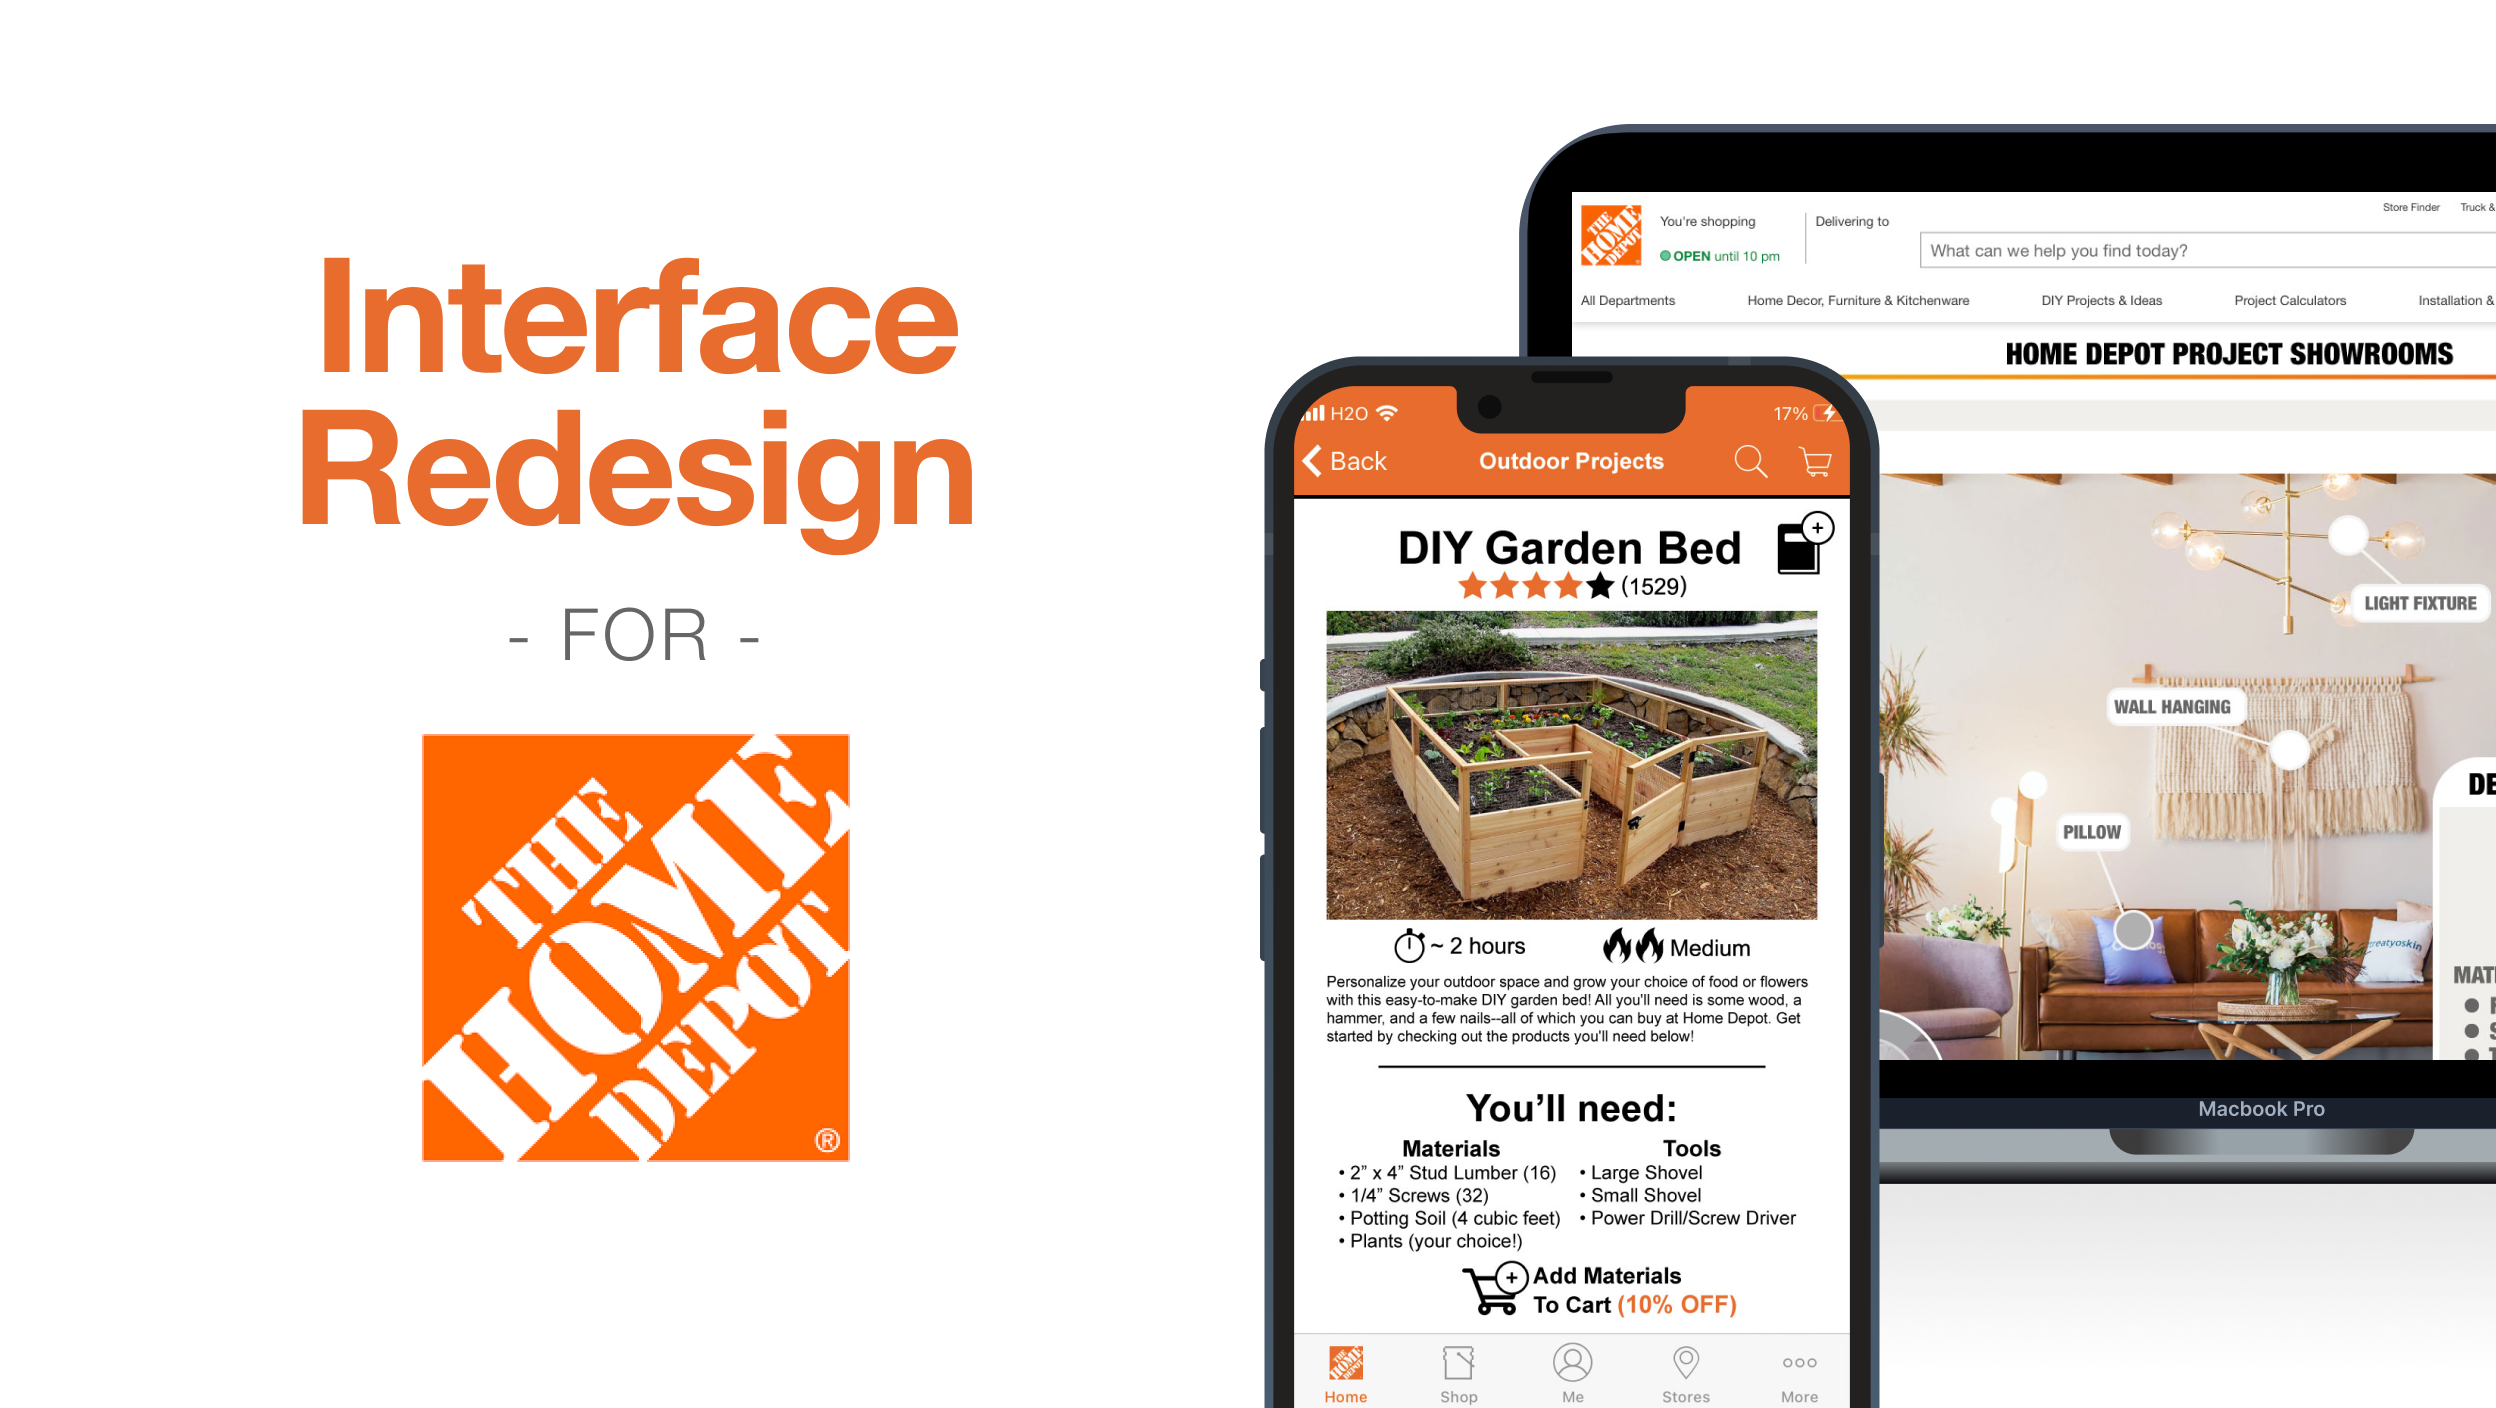 Interface
Redesign
- FOR -
THE
HOME
DEPOT
®
THE
HOME
DEPOT
You're shopping
OPEN until 10 pm
Delivering to
Store Finder
Truck &
What can we help you find today?
All Departments
Home Decor, Furniture & Kitchenware
DIY Projects & Ideas
Project Calculators
Installation &
HOME DEPOT PROJECT SHOWROOMS
LIGHT FIXTURE
WALL HANGING
PILLOW
DE
MAT
Macbook Pro
H2O
17%
Back
Outdoor Projects
DIY Garden Bed
(1529)
~ 2 hours
Medium
Personalize your outdoor space and grow your choice of food or flowers
with this easy-to-make DIY garden bed! All you'll need is some wood, a
hammer, and a few nails--all of which you can buy at Home Depot. Get
started by checking out the products you'll need below!
You'll need:
Materials
• 2” x 4” Stud Lumber (16)
• 1/4” Screws (32)
• Potting Soil (4 cubic feet)
• Plants (your choice!)
Tools
• Large Shovel
• Small Shovel
• Power Drill/Screw Driver
Add Materials
To Cart (10% OFF)
THE
HOME
DEPOT
Home
Shop
Me
Stores
More